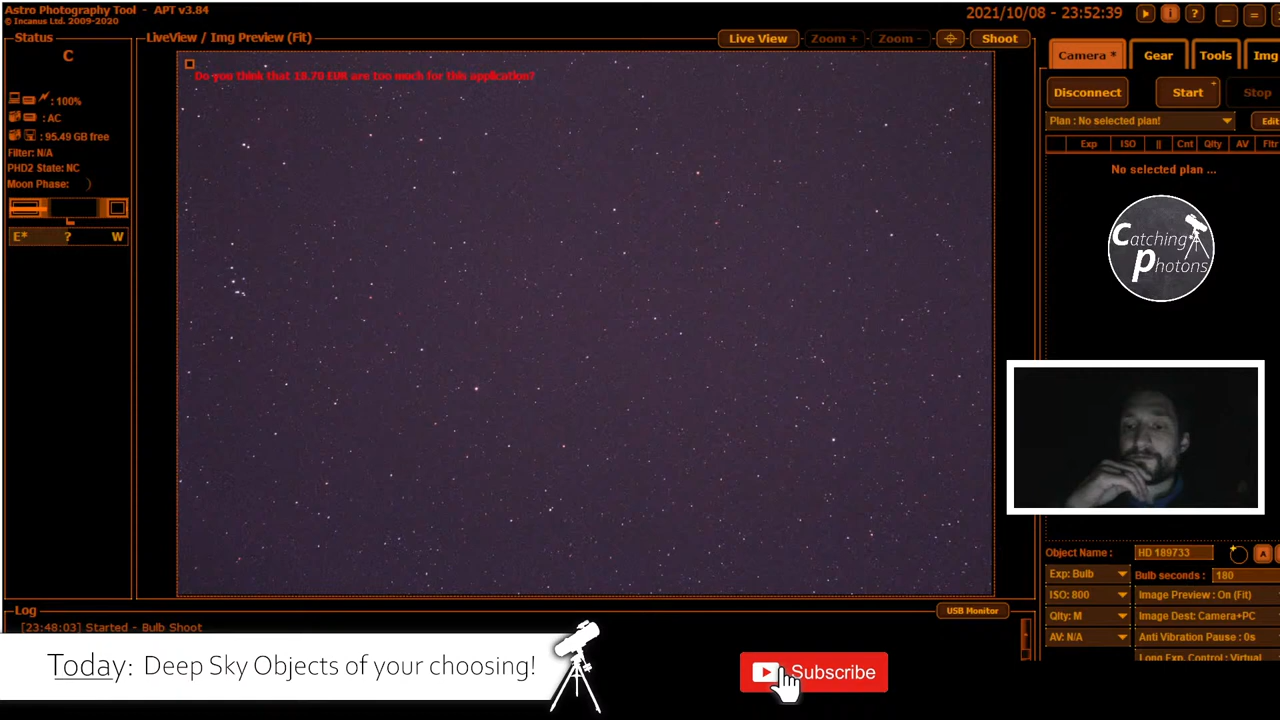 Astro Photography Tool - APT v3.84
© Incanus Ltd. 2009-2020
2021/10/08 - 23:52:39
Status
C
: 100%
: AC
: 95.49 GB free
Filter: N/A
PHD2 State: NC
Moon Phase: )
E* ? W
LiveView / Img Preview (Fit)
Live View Zoom + Zoom - Shoot
Do you think that 18.70 EUR are too much for this application?
Camera * Gear Tools Img
Disconnect Start + Stop
Plan : No selected plan! Edit
Exp ISO || Cnt Qlty AV Fltr
No selected plan ...
Catching
Photons
Object Name : HD 189733 A
Exp: Bulb Bulb seconds : 180
ISO: 800 Image Preview : On (Fit)
Qlty: M Image Dest: Camera+PC
AV: N/A Anti Vibration Pause : 0s
Long Exp. Control : Virtual
Log USB Monitor
[23:48:03] Started - Bulb Shoot
Today: Deep Sky Objects of your choosing!
Subscribe